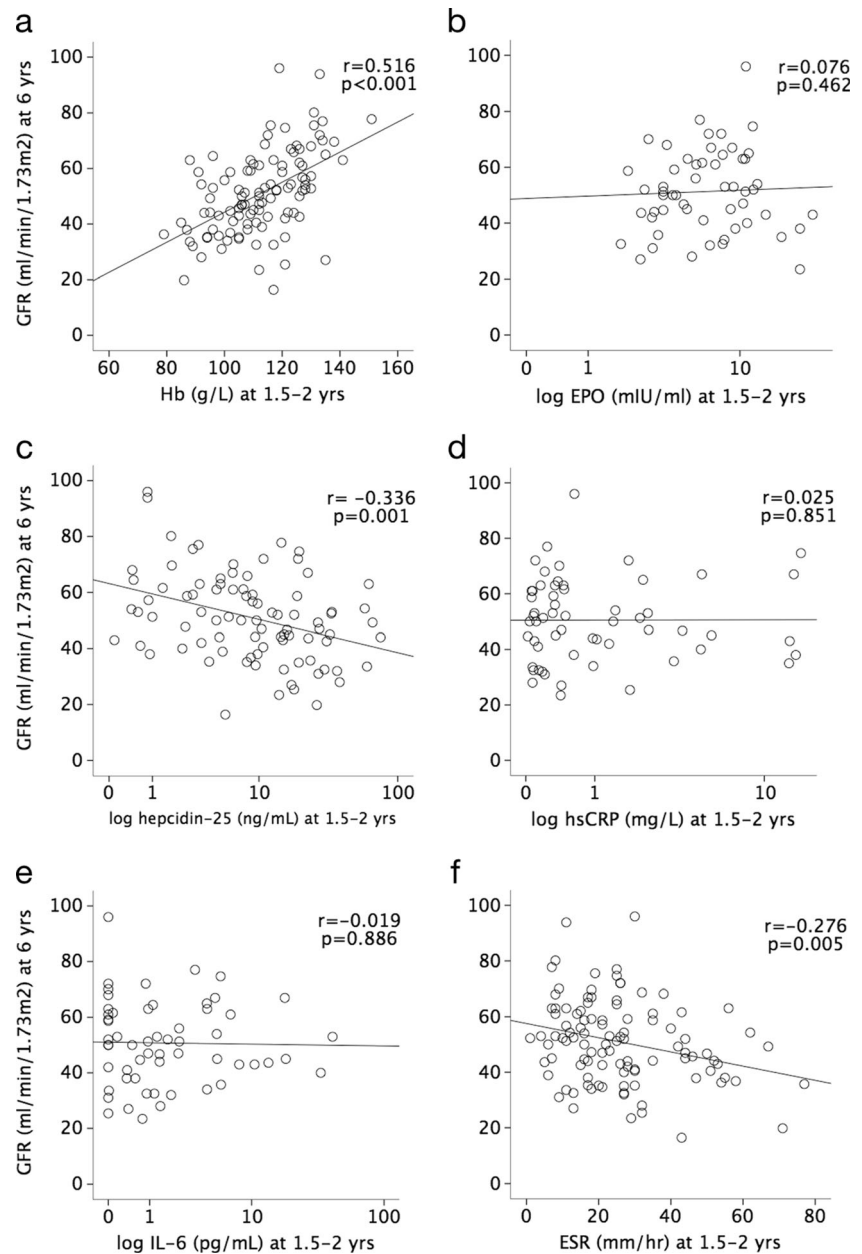 a
GFR (ml/min/1.73m2) at 6 yrs
100
80
60
40
20
0
r=0.516
p<0.001
60 80 100 120 140 160
Hb (g/L) at 1.5-2 yrs
b
100
80
60
40
20
0
r=0.076
p=0.462
0 1 10
log EPO (mIU/ml) at 1.5-2 yrs
c
GFR (ml/min/1.73m2) at 6 yrs
100
80
60
40
20
0
r= -0.336
p=0.001
0 1 10 100
log hepcidin-25 (ng/mL) at 1.5-2 yrs
d
100
80
60
40
20
0
r=0.025
p=0.851
0 1 10
log hsCRP (mg/L) at 1.5-2 yrs
e
GFR (ml/min/1.73m2) at 6 yrs
100
80
60
40
20
0
r=-0.019
p=0.886
0 1 10 100
log IL-6 (pg/mL) at 1.5-2 yrs
f
100
80
60
40
20
0
r=-0.276
p=0.005
0 20 40 60 80
ESR (mm/hr) at 1.5-2 yrs